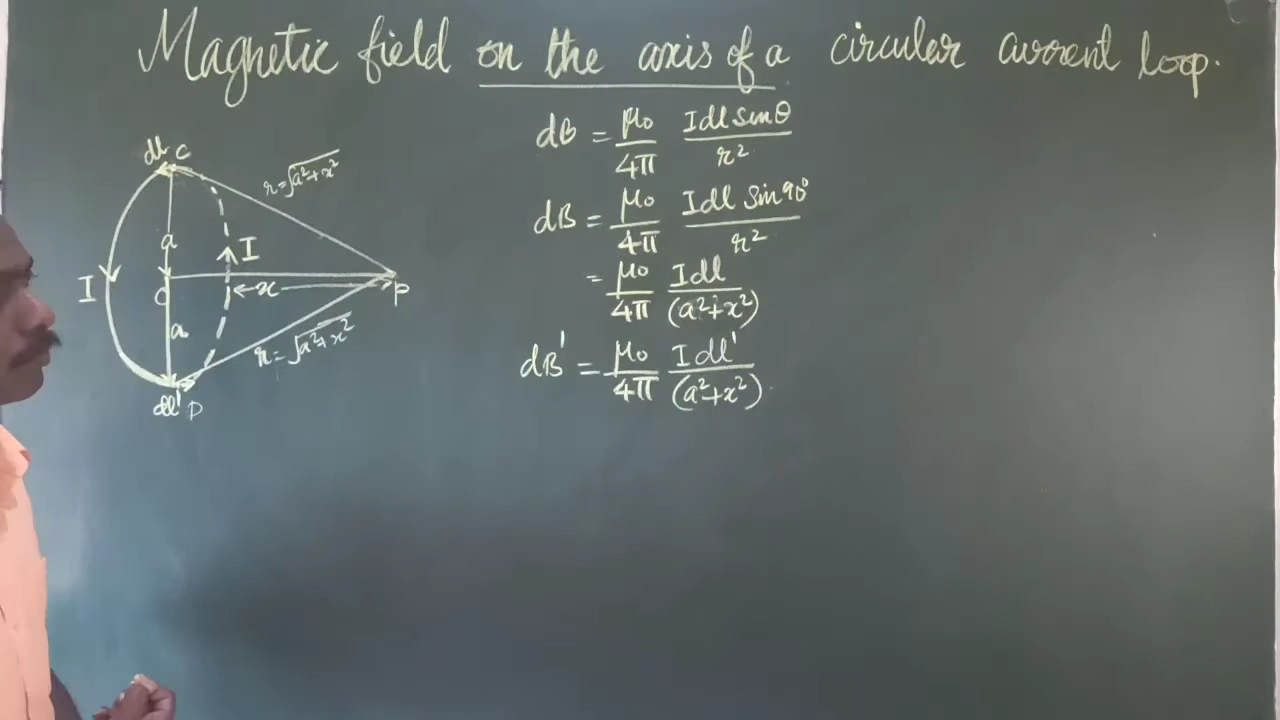 Magnetic field on the axis of a circular current loop.
dl C
r=√a²+x²
a
I
I
O
x
P
a
r=√a²+x²
dl' D
dB = μ₀/4π Idl sinθ/r²
dB = μ₀/4π Idl sin90°/r²
= μ₀/4π Idl/(a²+x²)
dB' = μ₀/4π Idl'/(a²+x²)